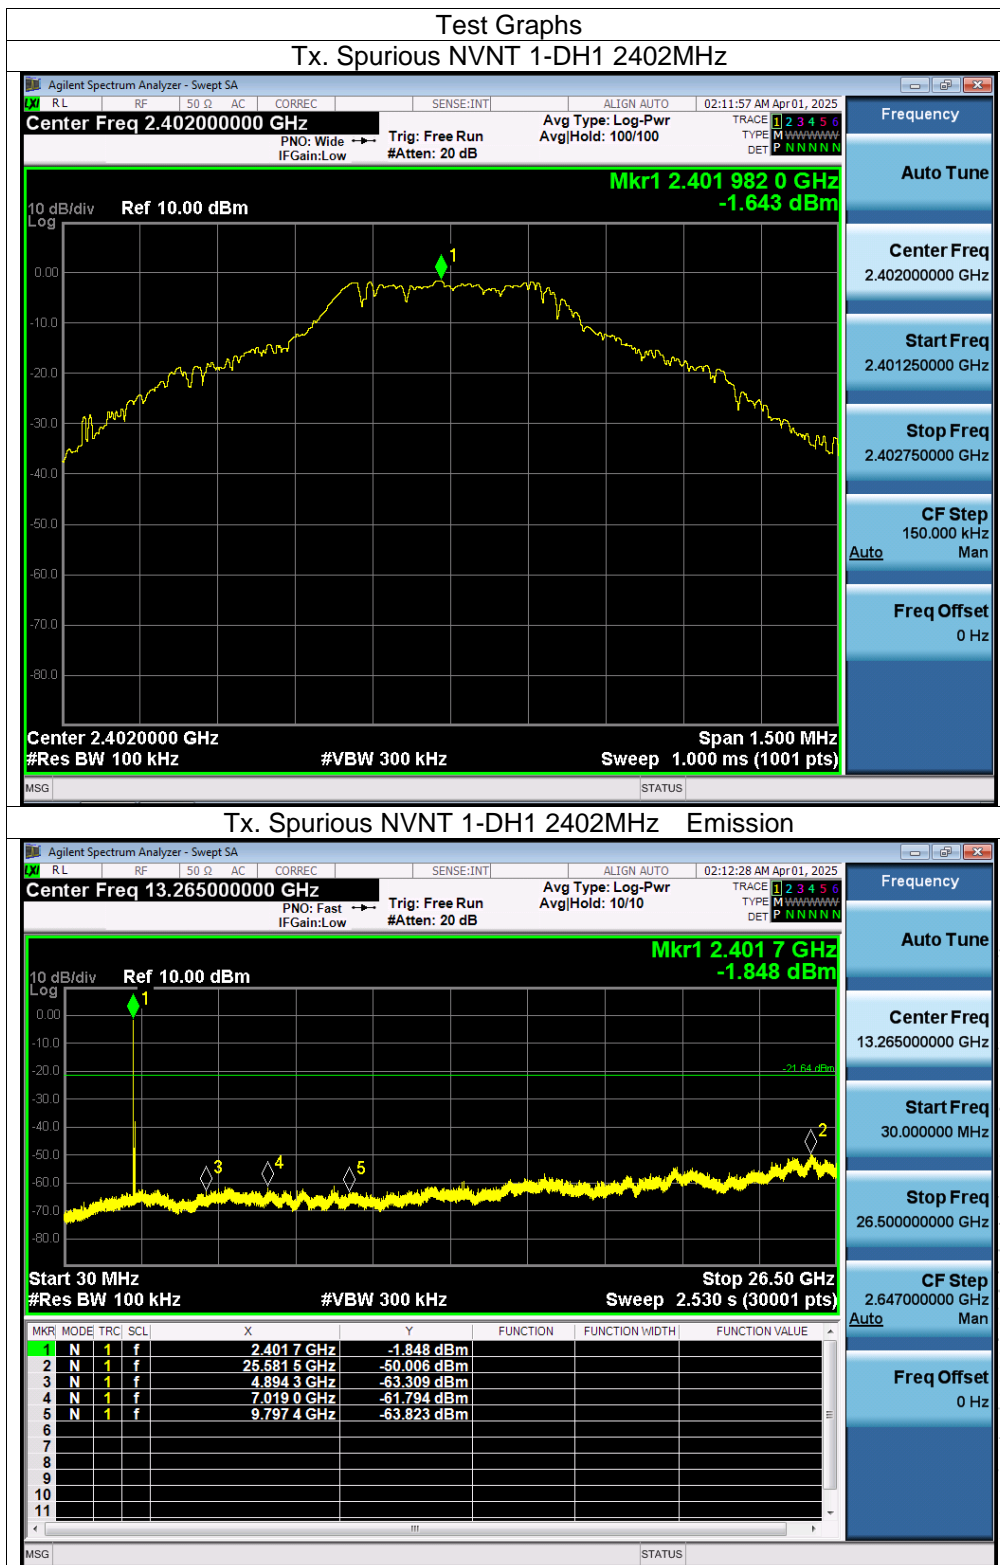 Test Graphs
Tx. Spurious NVNT 1-DH1 2402MHz
Agilent Spectrum Analyzer - Swept SA
LXI RL RF 50 Ω AC CORREC SENSE:INT ALIGN AUTO 02:11:57 AM Apr 01, 2025
Center Freq 2.402000000 GHz Avg Type: Log-Pwr TRACE 1 2 3 4 5 6
PNO: Wide Trig: Free Run Avg|Hold: 100/100 TYPE M WWWWW
IFGain:Low #Atten: 20 dB DET P N N N N N
Frequency
Mkr1 2.401 982 0 GHz
-1.643 dBm
10 dB/div Ref 10.00 dBm
Log
1
0.00
-10.0
-20.0
-30.0
-40.0
-50.0
-60.0
-70.0
-80.0
Center 2.4020000 GHz Span 1.500 MHz
#Res BW 100 kHz #VBW 300 kHz Sweep 1.000 ms (1001 pts)
MSG STATUS
Auto Tune
Center Freq
2.402000000 GHz
Start Freq
2.401250000 GHz
Stop Freq
2.402750000 GHz
CF Step
150.000 kHz
Auto Man
Freq Offset
0 Hz
Tx. Spurious NVNT 1-DH1 2402MHz Emission
Agilent Spectrum Analyzer - Swept SA
LXI RL RF 50 Ω AC CORREC SENSE:INT ALIGN AUTO 02:12:28 AM Apr 01, 2025
Center Freq 13.265000000 GHz Avg Type: Log-Pwr TRACE 1 2 3 4 5 6
PNO: Fast Trig: Free Run Avg|Hold: 10/10 TYPE M WWWWW
IFGain:Low #Atten: 20 dB DET P N N N N N
Frequency
Mkr1 2.401 7 GHz
-1.848 dBm
10 dB/div Ref 10.00 dBm
Log
1
0.00
-10.0
-20.0
-21.64 dBm
-30.0
-40.0
2
-50.0
3 4 5
-60.0
-70.0
-80.0
Start 30 MHz Stop 26.50 GHz
#Res BW 100 kHz #VBW 300 kHz Sweep 2.530 s (30001 pts)
MKR MODE TRC SCL X Y FUNCTION FUNCTION WIDTH FUNCTION VALUE
1 N 1 f 2.401 7 GHz -1.848 dBm
2 N 1 f 25.581 5 GHz -50.006 dBm
3 N 1 f 4.894 3 GHz -63.309 dBm
4 N 1 f 7.019 0 GHz -61.794 dBm
5 N 1 f 9.797 4 GHz -63.823 dBm
6
7
8
9
10
11
MSG STATUS
Auto Tune
Center Freq
13.265000000 GHz
Start Freq
30.000000 MHz
Stop Freq
26.500000000 GHz
CF Step
2.647000000 GHz
Auto Man
Freq Offset
0 Hz